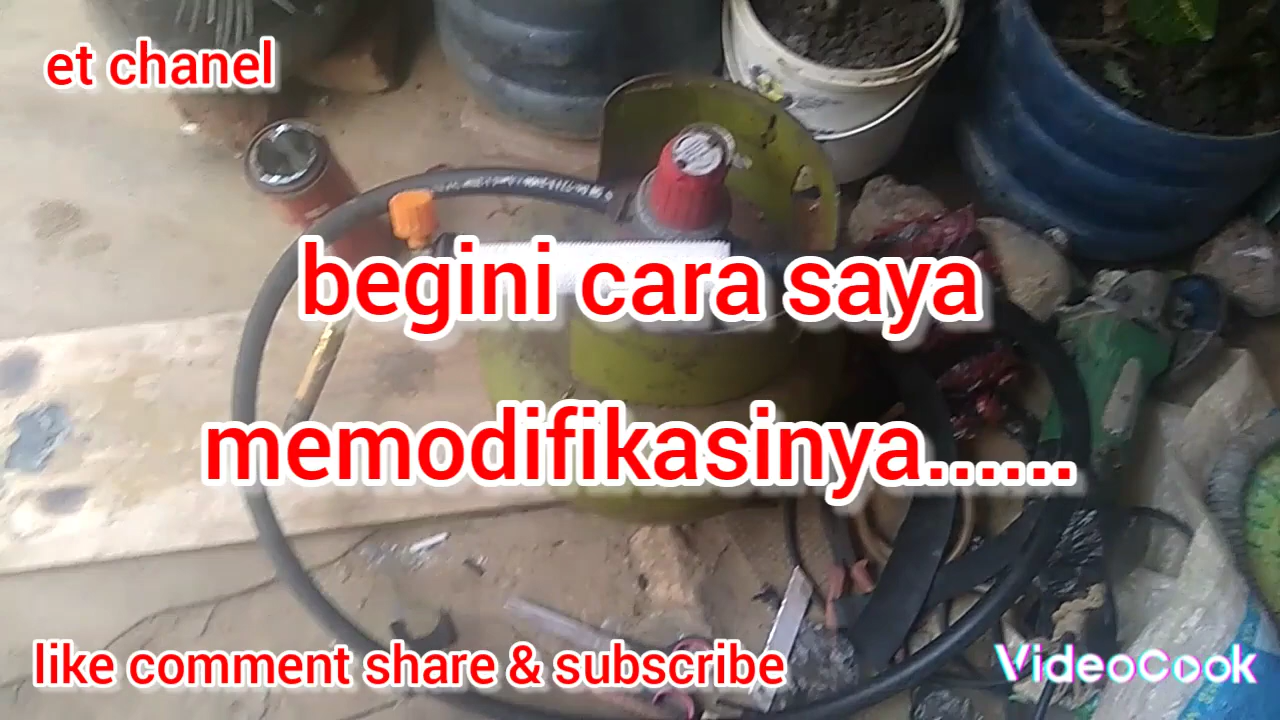 et chanel
begini cara saya
memodifikasinya......
like comment share & subscribe
VideoCook